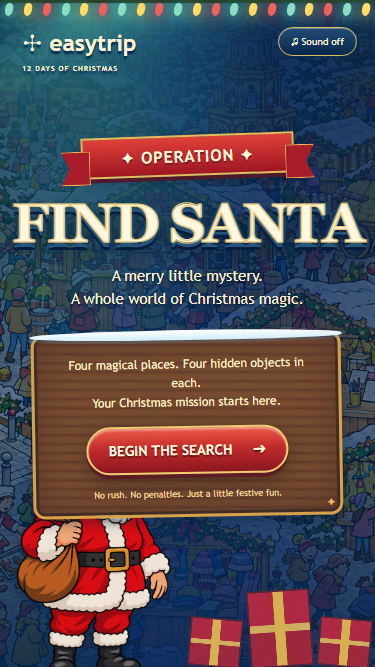 easytrip
♫ Sound off
12 DAYS OF CHRISTMAS
✦ OPERATION ✦
FIND SANTA
A merry little mystery.
A whole world of Christmas magic.
Four magical places. Four hidden objects in
each.
Your Christmas mission starts here.
BEGIN THE SEARCH →
No rush. No penalties. Just a little festive fun.